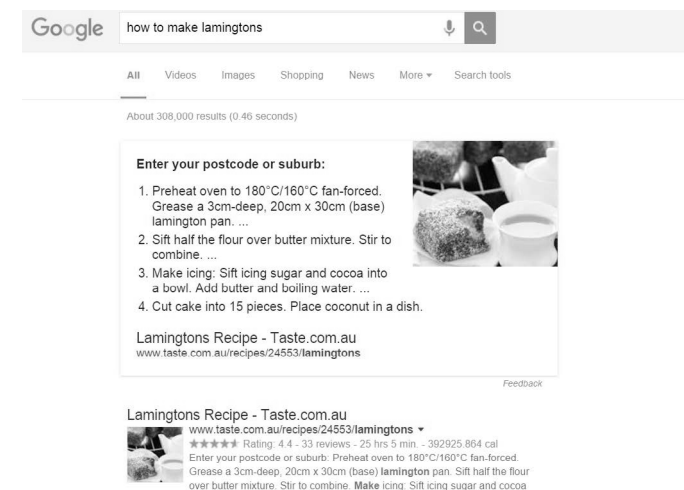 Google
how to make lamingtons
All Videos Images Shopping News More Search tools
About 308,000 results (0.46 seconds)
Enter your postcode or suburb:
1. Preheat oven to 180°C/160°C fan-forced.
Grease a 3cm-deep, 20cm x 30cm (base)
lamington pan. ...
2. Sift half the flour over butter mixture. Stir to
combine. ...
3. Make icing: Sift icing sugar and cocoa into
a bowl. Add butter and boiling water. ...
4. Cut cake into 15 pieces. Place coconut in a dish.
Lamingtons Recipe - Taste.com.au
www.taste.com.au/recipes/24553/lamingtons
Feedback
Lamingtons Recipe - Taste.com.au
www.taste.com.au/recipes/24553/lamingtons
Rating: 4.4 - 33 reviews - 25 hrs 5 min. - 392925.864 cal
Enter your postcode or suburb: Preheat oven to 180°C/160°C fan-forced.
Grease a 3cm-deep, 20cm x 30cm (base) lamington pan. Sift half the flour
over butter mixture. Stir to combine. Make icing: Sift icing sugar and cocoa